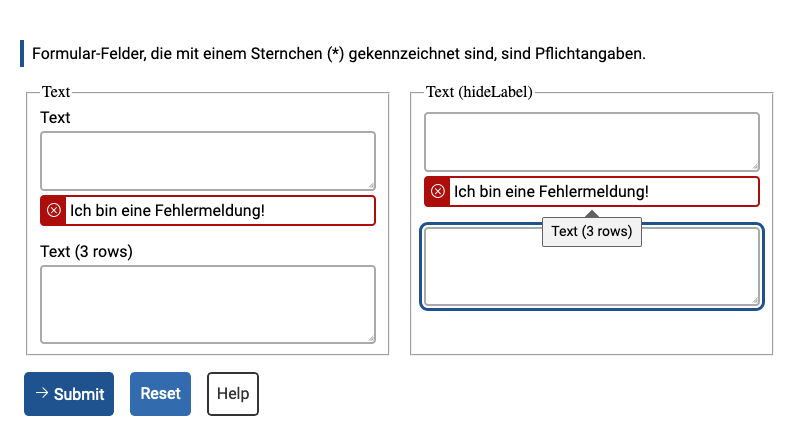 Formular-Felder, die mit einem Sternchen (*) gekennzeichnet sind, sind Pflichtangaben.
Text
Text
Ich bin eine Fehlermeldung!
Text (3 rows)
Text (hideLabel)
Ich bin eine Fehlermeldung!
Text (3 rows)
Submit
Reset
Help